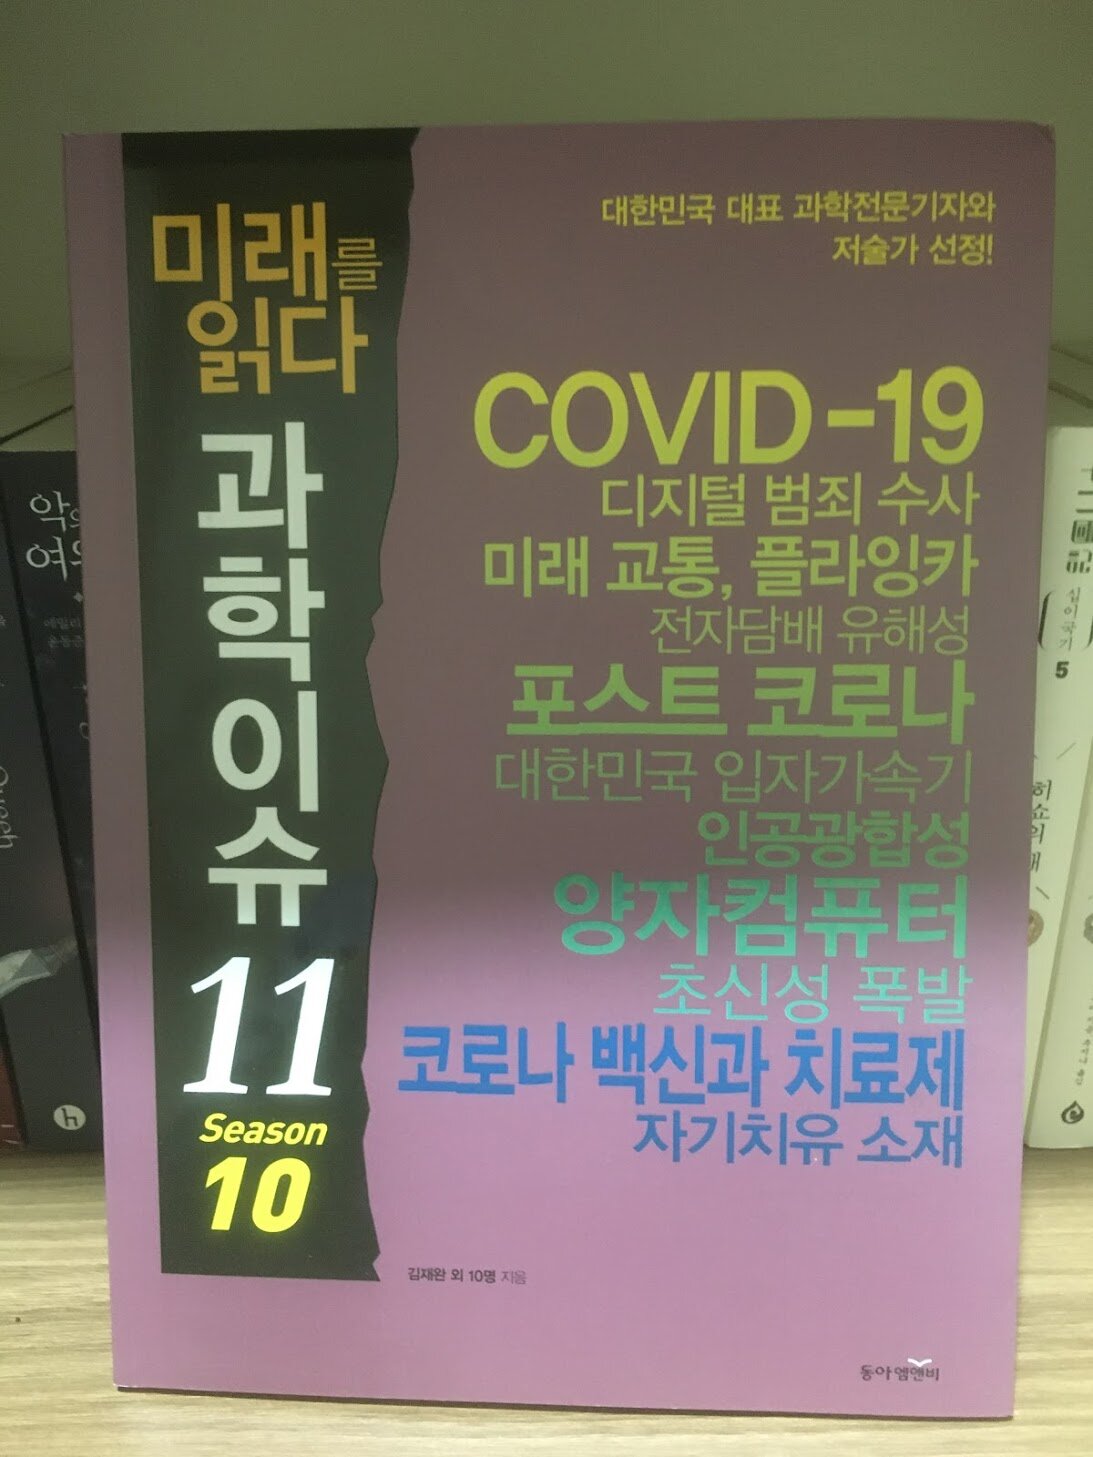 미래를
읽다
과학이슈
11
Season
10
대한민국 대표 과학전문기자와
저술가 선정!
COVID-19
디지털 범죄 수사
미래 교통, 플라잉카
전자담배 유해성
포스트 코로나
대한민국 입자가속기
인공광합성
양자컴퓨터
초신성 폭발
코로나 백신과 치료제
자기치유 소재
김재완 외 10명 지음
동아엠앤비
십이국기
5
h